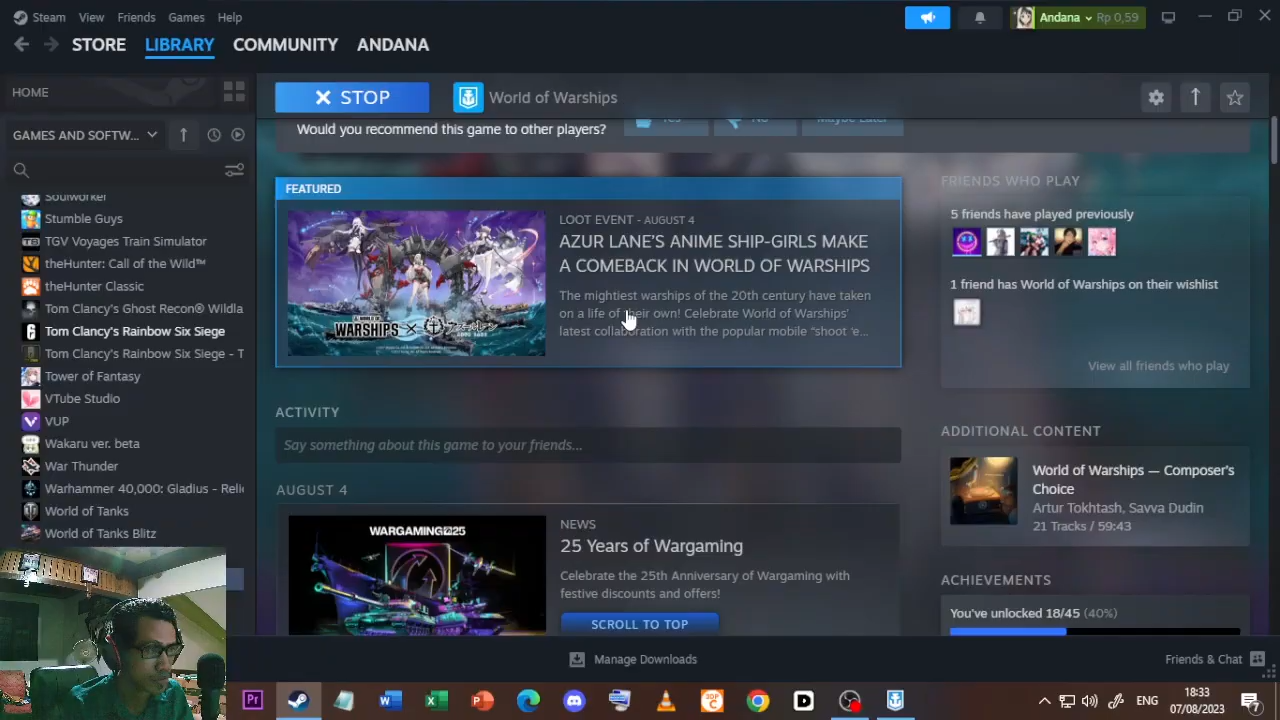 Steam View Friends Games Help
Andana Rp 0,59
STORE LIBRARY COMMUNITY ANDANA
HOME
GAMES AND SOFTW...
STOP
World of Warships
Would you recommend this game to other players?
Yes
No
Maybe Later
Soulworker
Stumble Guys
TGV Voyages Train Simulator
theHunter: Call of the Wild™
theHunter Classic
Tom Clancy's Ghost Recon® Wildla
Tom Clancy's Rainbow Six Siege
Tom Clancy's Rainbow Six Siege - T
Tower of Fantasy
VTube Studio
VUP
Wakaru ver. beta
War Thunder
Warhammer 40,000: Gladius - Relic
World of Tanks
World of Tanks Blitz
FEATURED
WARSHIPS
LOOT EVENT - AUGUST 4
AZUR LANE'S ANIME SHIP-GIRLS MAKE
A COMEBACK IN WORLD OF WARSHIPS
The mightiest warships of the 20th century have taken
on a life of their own! Celebrate World of Warships'
latest collaboration with the popular mobile “shoot ‘e...
ACTIVITY
Say something about this game to your friends...
AUGUST 4
WARGAMING 25
NEWS
25 Years of Wargaming
Celebrate the 25th Anniversary of Wargaming with
festive discounts and offers!
SCROLL TO TOP
FRIENDS WHO PLAY
5 friends have played previously
1 friend has World of Warships on their wishlist
View all friends who play
ADDITIONAL CONTENT
World of Warships — Composer's
Choice
Artur Tokhtash, Savva Dudin
21 Tracks / 59:43
ACHIEVEMENTS
You've unlocked 18/45 (40%)
Manage Downloads
Friends & Chat
ENG
18:33
07/08/2023
7